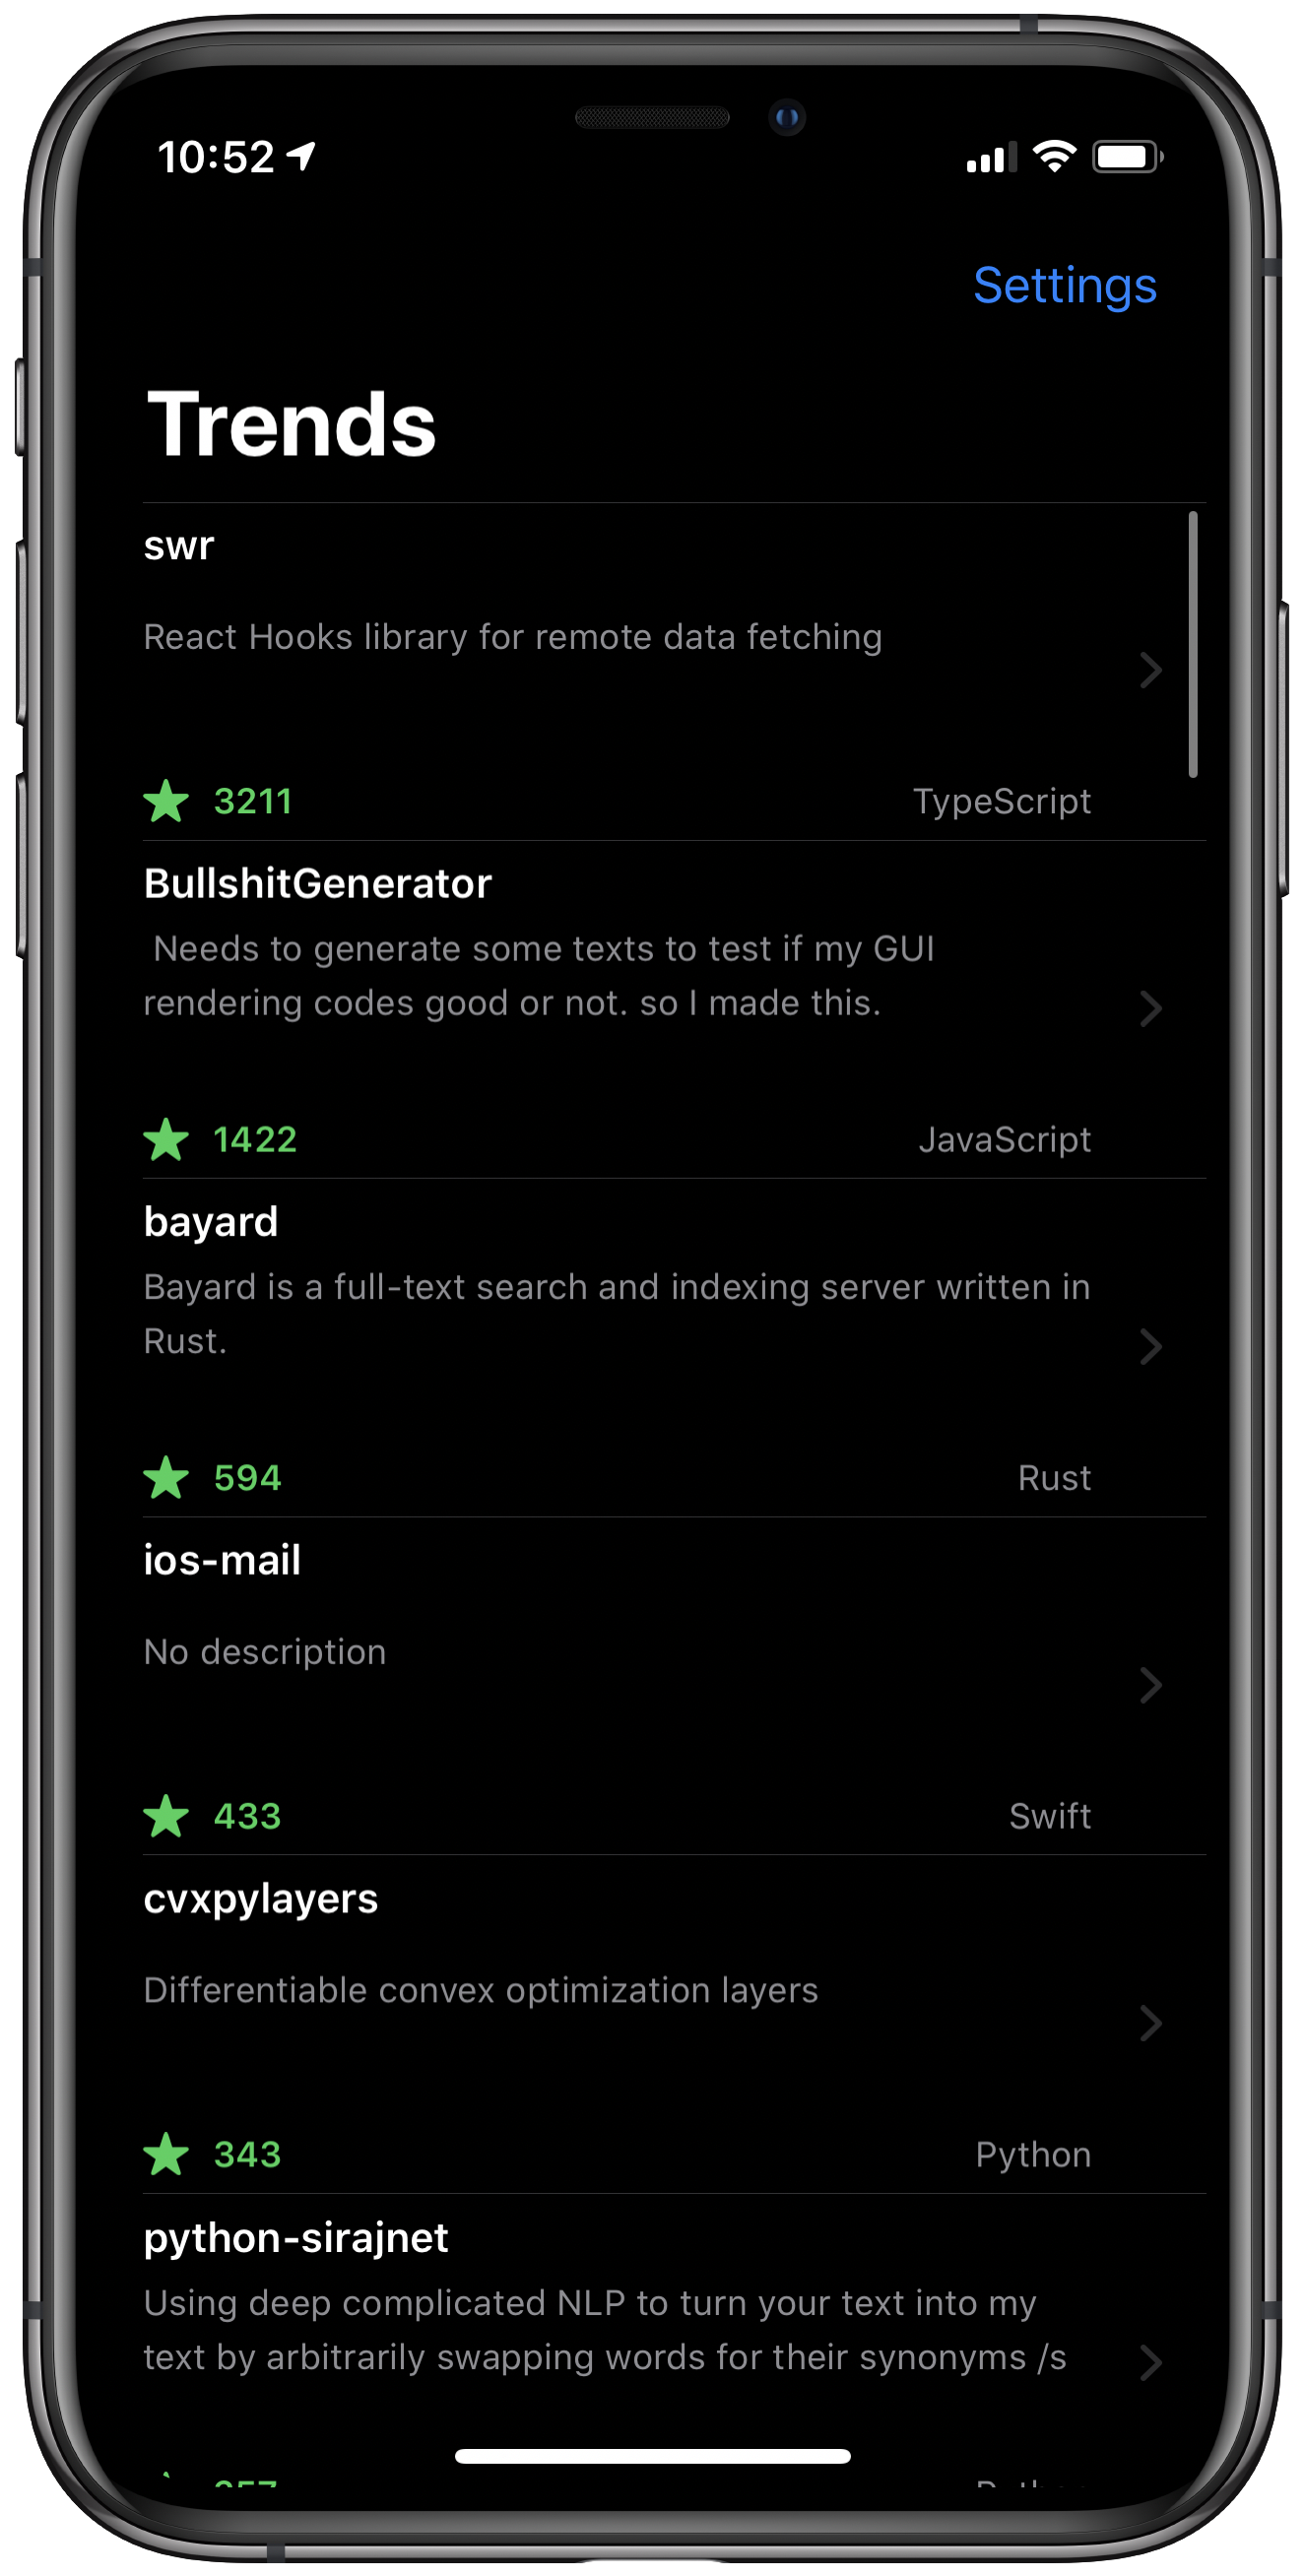 10:52
Settings
Trends
swr
React Hooks library for remote data fetching
3211 TypeScript
BullshitGenerator
Needs to generate some texts to test if my GUI
rendering codes good or not. so I made this.
1422 JavaScript
bayard
Bayard is a full-text search and indexing server written in
Rust.
594 Rust
ios-mail
No description
433 Swift
cvxpylayers
Differentiable convex optimization layers
343 Python
python-sirajnet
Using deep complicated NLP to turn your text into my
text by arbitrarily swapping words for their synonyms /s